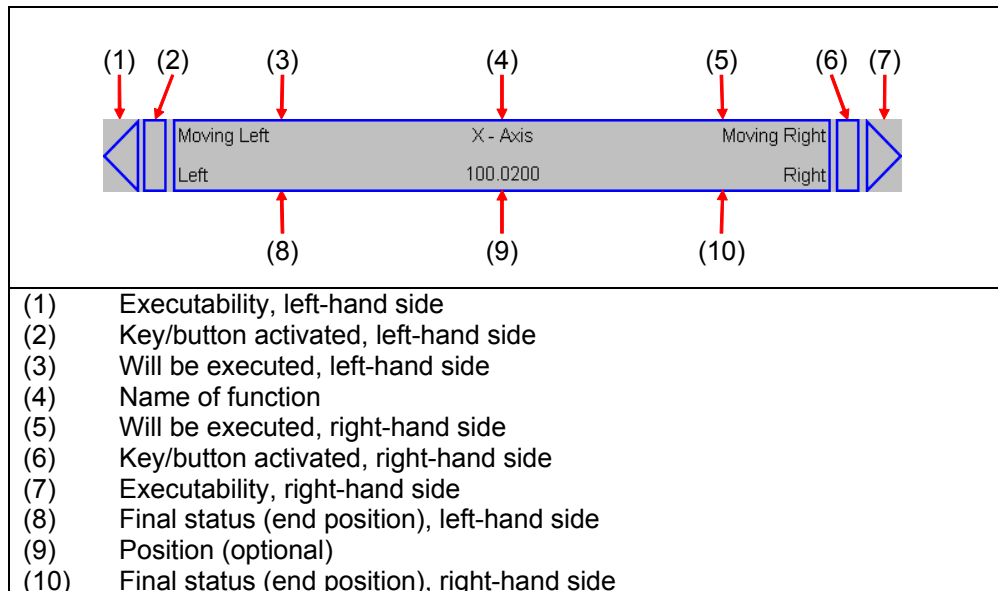 (1) (2) (3) (4) (5) (6) (7)
Moving Left X - Axis Moving Right
Left 100.0200 Right
(8) (9) (10)
(1) Executability, left-hand side
(2) Key/button activated, left-hand side
(3) Will be executed, left-hand side
(4) Name of function
(5) Will be executed, right-hand side
(6) Key/button activated, right-hand side
(7) Executability, right-hand side
(8) Final status (end position), left-hand side
(9) Position (optional)
(10) Final status (end position), right-hand side